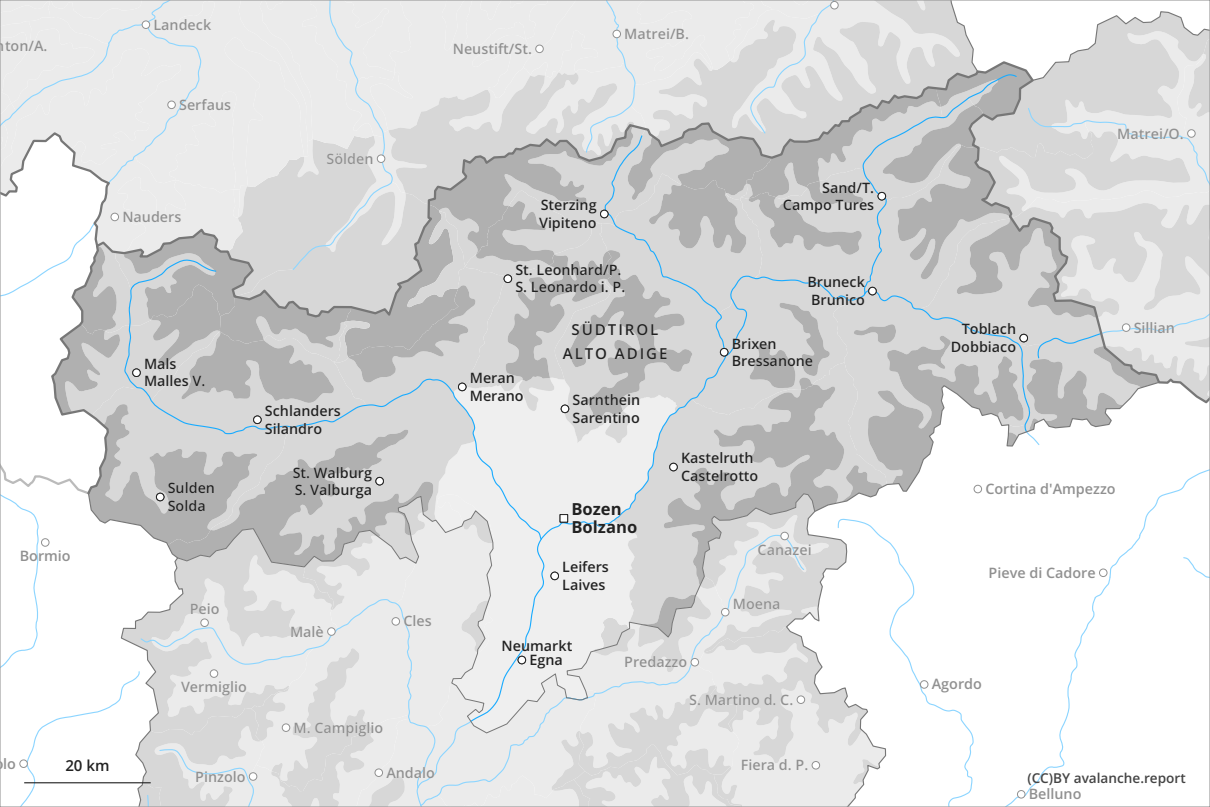 Landeck
nton/A.
Neustift/St.
Matrei/B.
Serfaus
Matrei/O.
Sölden
Sand/T.
Campo Tures
Sterzing
Vipiteno
Nauders
St. Leonhard/P.
S. Leonardo i. P.
Bruneck
Brunico
SÜDTIROL
ALTO ADIGE
Toblach
Dobbiaco
Sillian
Brixen
Bressanone
Mals
Malles V.
Meran
Merano
Sarnthein
Sarentino
Schlanders
Silandro
Kastelruth
Castelrotto
St. Walburg
S. Valburga
Sulden
Solda
Cortina d'Ampezzo
Bozen
Bolzano
Bormio
Canazei
Leifers
Laives
Pieve di Cadore
Peio
Moena
Cles
Malè
Neumarkt
Egna
Predazzo
Vermiglio
Agordo
S. Martino d. C.
M. Campiglio
20 km
olo
Pinzolo
Andalo
Fiera d. P.
(CC)BY avalanche.report
Belluno